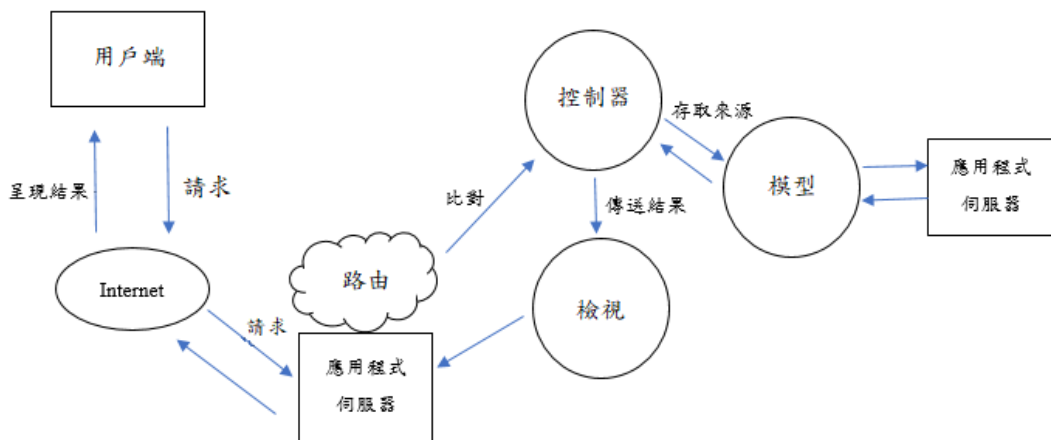 用戶端
控制器
存取來源
呈現結果
請求
比對
傳送結果
模型
應用程式
伺服器
路由
Internet
請求
檢視
應用程式
伺服器